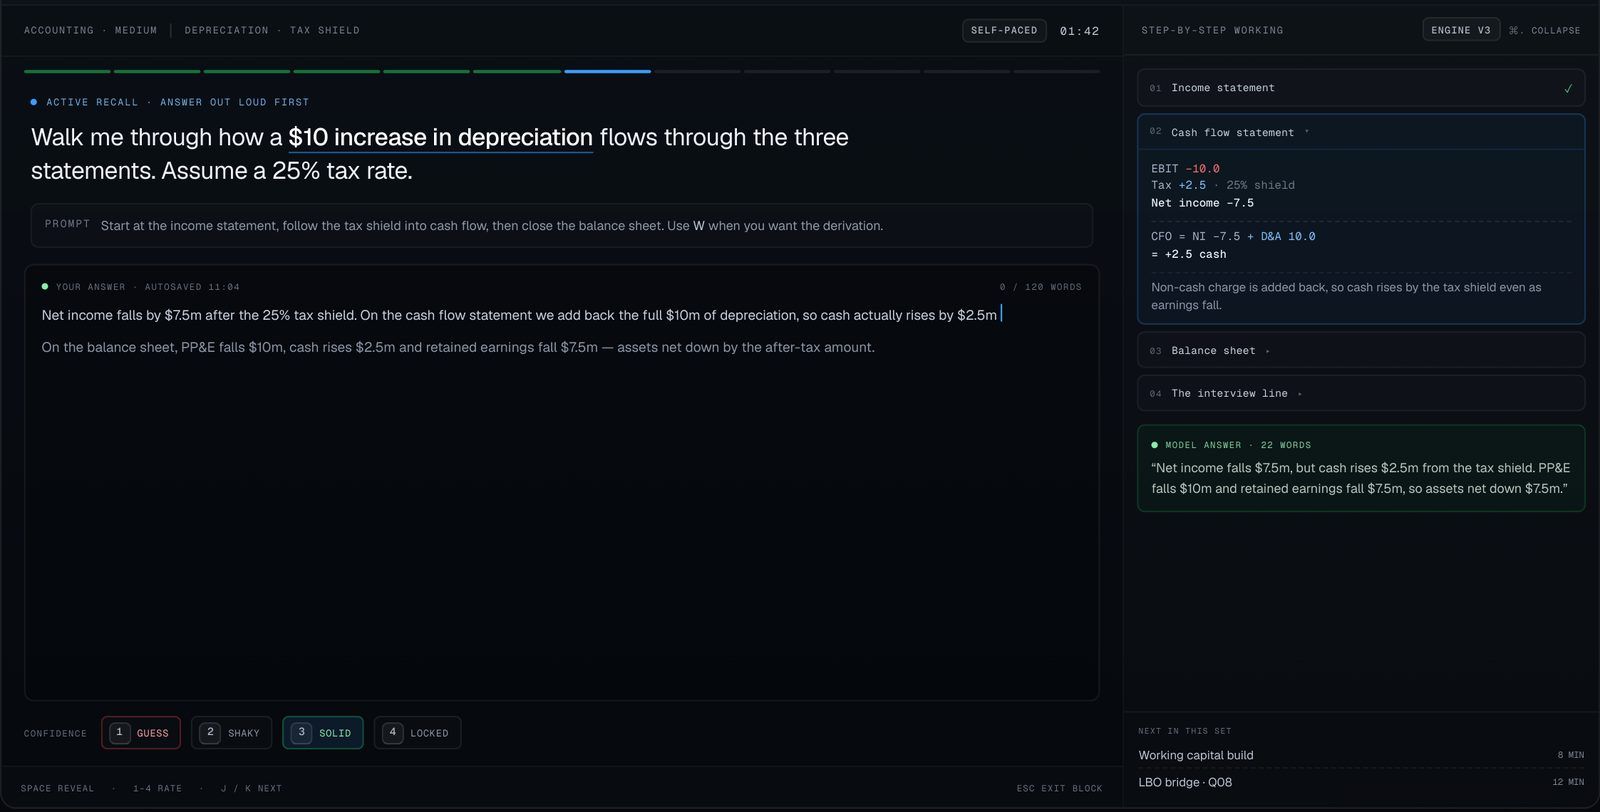 ACCOUNTING · MEDIUM | DEPRECIATION · TAX SHIELD
SELF-PACED 01:42
ACTIVE RECALL · ANSWER OUT LOUD FIRST
Walk me through how a $10 increase in depreciation flows through the three
statements. Assume a 25% tax rate.
PROMPT Start at the income statement, follow the tax shield into cash flow, then close the balance sheet. Use W when you want the derivation.
YOUR ANSWER · AUTOSAVED 11:04
0 / 120 WORDS
Net income falls by $7.5m after the 25% tax shield. On the cash flow statement we add back the full $10m of depreciation, so cash actually rises by $2.5m
On the balance sheet, PP&E falls $10m, cash rises $2.5m and retained earnings fall $7.5m — assets net down by the after-tax amount.
CONFIDENCE 1 GUESS 2 SHAKY 3 SOLID 4 LOCKED
SPACE REVEAL · 1-4 RATE · J / K NEXT
ESC EXIT BLOCK
STEP-BY-STEP WORKING
ENGINE V3 ⌘. COLLAPSE
01 Income statement ✓
02 Cash flow statement
EBIT −10.0
Tax +2.5 · 25% shield
Net income −7.5
CFO = NI −7.5 + D&A 10.0
= +2.5 cash
Non-cash charge is added back, so cash rises by the tax shield even as
earnings fall.
03 Balance sheet
04 The interview line
MODEL ANSWER · 22 WORDS
“Net income falls $7.5m, but cash rises $2.5m from the tax shield. PP&E
falls $10m and retained earnings fall $7.5m, so assets net down $7.5m.”
NEXT IN THIS SET
Working capital build 8 MIN
LBO bridge · Q08 12 MIN